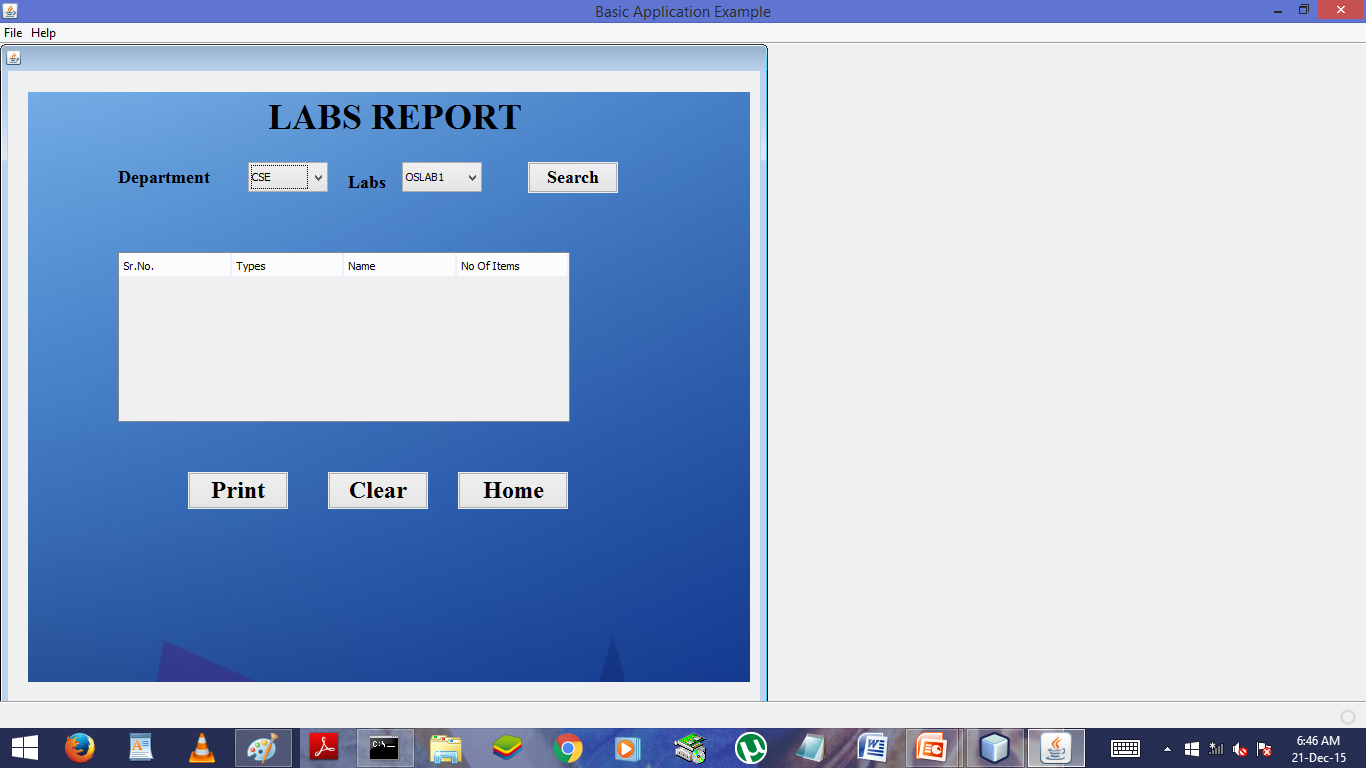 Basic Application Example
File Help
LABS REPORT
Department CSE Labs OSLAB1 Search
Sr.No. Types Name No Of Items
Print Clear Home
C:\_
6:46 AM
21-Dec-15